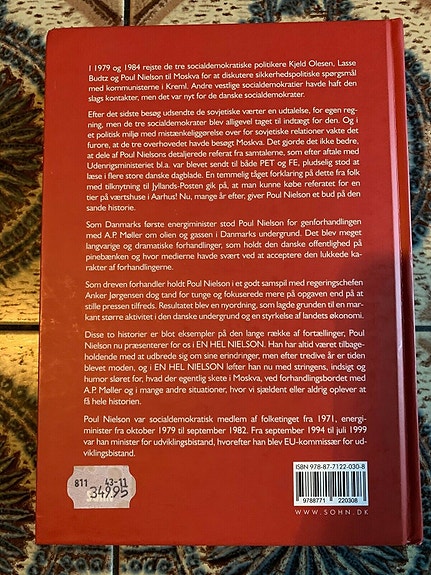 I 1979 og 1984 rejste de tre socialdemokratiske politikere Kjeld Olesen, Lasse
Budtz og Poul Nielson til Moskva for at diskutere sikkerhedspolitiske spørgsmål
med kommunisterne i Kreml. Andre vestlige socialdemokrater havde haft den
slags kontakter, men det var nyt for de danske socialdemokrater.
Efter det sidste besøg udsendte de sovjetiske værter en udtalelse, for egen reg-
ning, men de tre socialdemokrater blev alligevel taget til indtægt for den. Og i
et politisk miljø med mistænkeliggørelse over for sovjetiske relationer vakte det
furore, at de tre overhovedet havde besøgt Moskva. Det gjorde det ikke bedre,
at dele af Poul Nielsons detaljerede referat fra samtalerne, som efter aftale med
Udenrigsministeriet bl.a. var blevet sendt til både PET og FE, pludselig stod at
læse i flere store danske dagblade. En temmelig tåget forklaring på dette fra folk
med tilknytning til Jyllands-Posten gik på, at man kunne købe referatet for en
tier på værtshuse i Aarhus! Nu, mange år efter, giver Poul Nielson et bud på den
sande historie.
Som Danmarks første energiminister stod Poul Nielson for genforhandlingen
med A.P. Møller om olien og gassen i Danmarks undergrund. Det blev meget
langvarige og dramatiske forhandlinger, som holdt den danske offentlighed på
pinebænken og hvor medierne havde svært ved at acceptere den lukkede ka-
rakter af forhandlingerne.
Som dreven forhandler holdt Poul Nielson i et godt samspil med regeringschefen
Anker Jørgensen dog tand for tunge og fokuserede mere på opgaven end på at
stille pressen tilfreds. Resultatet blev en nyordning, som lagde grunden til en mar-
kant større aktivitet i den danske undergrund og en styrkelse af landets økonomi.
Disse to historier er blot eksempler på den lange række af fortællinger, Poul
Nielson nu præsenterer for os i EN HEL NIELSON. Han har altid været tilbage-
holdende med at udbrede sig om sine erindringer, men efter tredive år er tiden
blevet moden, og i EN HEL NIELSON løfter han nu med stringens, indsigt og
humor sløret for, hvad der egentlig skete i Moskva, ved forhandlingsbordet med
A.P. Møller og i mange andre situationer, hvor vi sjældent eller aldrig oplever at
få hele historien.
Poul Nielson var socialdemokratisk medlem af folketinget fra 1971, energi-
minister fra oktober 1979 til september 1982. Fra september 1994 til juli 1999
var han minister for udviklingsbistand, hvorefter han blev EU-kommissær for ud-
viklingsbistand.
811 43-11
349.95
ISBN 978-87-7122-030-8
9788771 220308
WWW.SOHN.DK